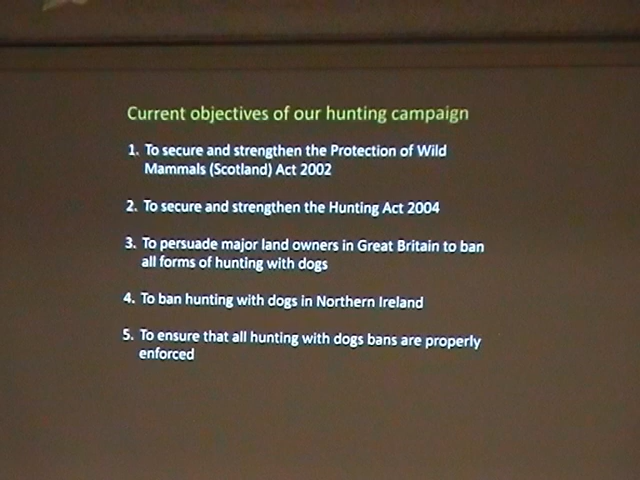 Current objectives of our hunting campaign
1. To secure and strengthen the Protection of Wild
Mammals (Scotland) Act 2002
2. To secure and strengthen the Hunting Act 2004
3. To persuade major land owners in Great Britain to ban
all forms of hunting with dogs
4. To ban hunting with dogs in Northern Ireland
5. To ensure that all hunting with dogs bans are properly
enforced